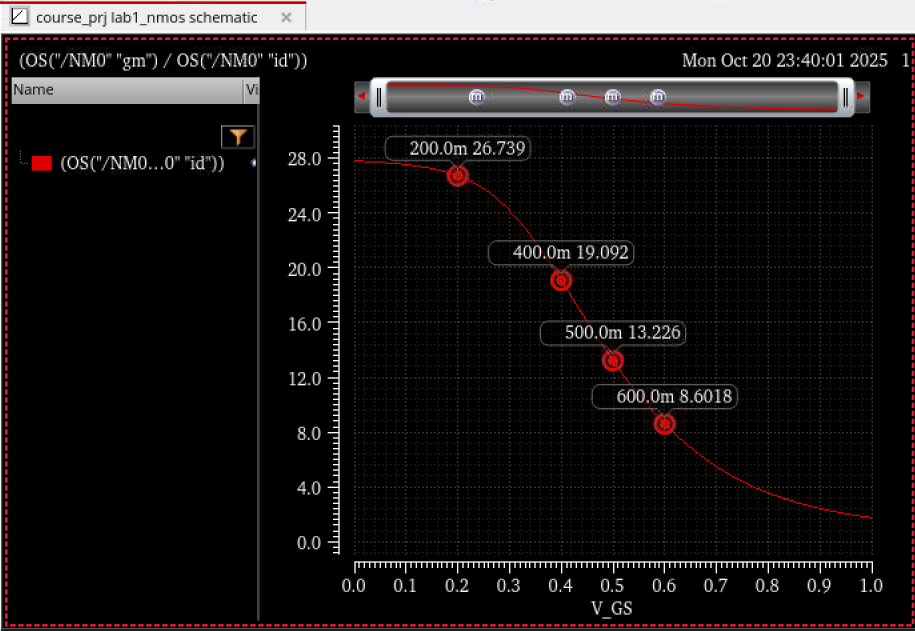 course_prj lab1_nmos schematic
(OS("/NM0" "gm") / OS("/NM0" "id"))
Mon Oct 20 23:40:01 2025 1
Name
Vi
(OS("/NM0...0" "id"))
m
m
m
m
28.0
24.0
20.0
16.0
12.0
8.0
4.0
0.0
200.0m 26.739
400.0m 19.092
500.0m 13.226
600.0m 8.6018
0.0 0.1 0.2 0.3 0.4 0.5 0.6 0.7 0.8 0.9 1.0
V_GS